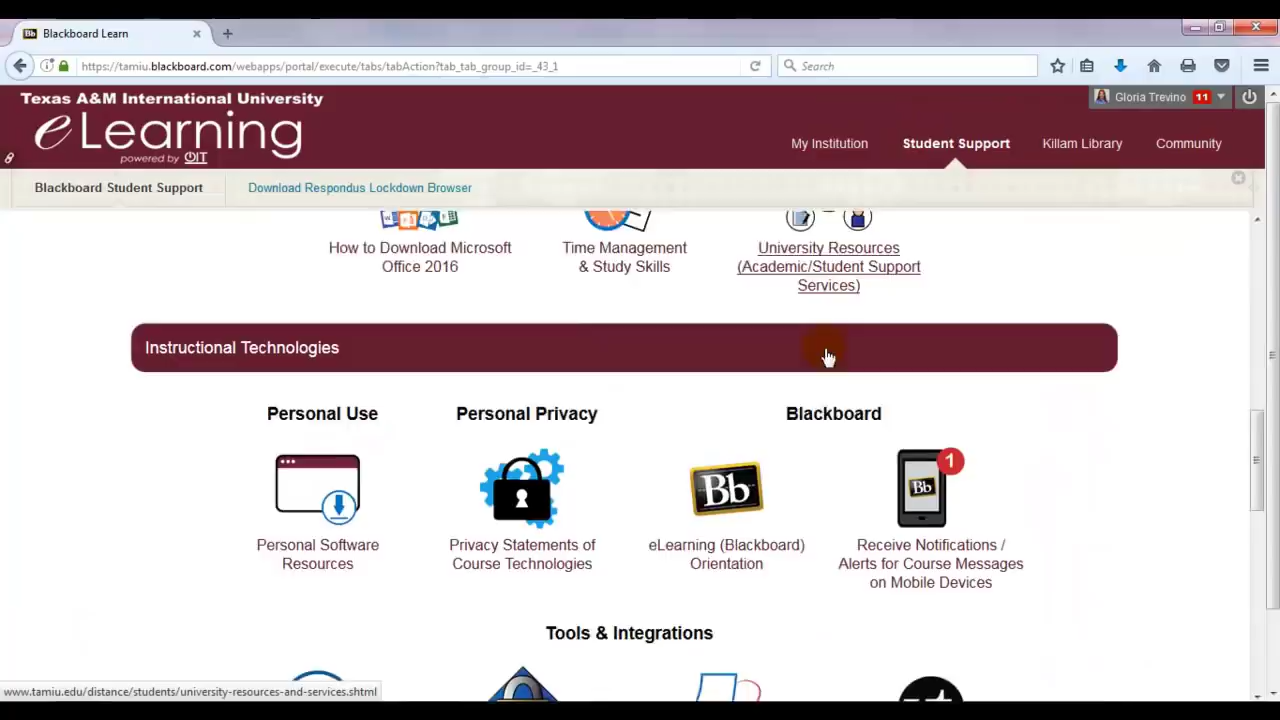 Blackboard Learn
https://tamiu.blackboard.com/webapps/portal/execute/tabs/tabAction?tab_tab_group_id=_43_1
Search
Texas A&M International University
eLearning
powered by OIT
Gloria Trevino 11
My Institution
Student Support
Killam Library
Community
Blackboard Student Support
Download Respondus Lockdown Browser
How to Download Microsoft
Office 2016
Time Management
& Study Skills
University Resources
(Academic/Student Support
Services)
Instructional Technologies
Personal Use
Personal Privacy
Blackboard
Bb
Bb
1
Personal Software
Resources
Privacy Statements of
Course Technologies
eLearning (Blackboard)
Orientation
Receive Notifications /
Alerts for Course Messages
on Mobile Devices
Tools & Integrations
www.tamiu.edu/distance/students/university-resources-and-services.shtml